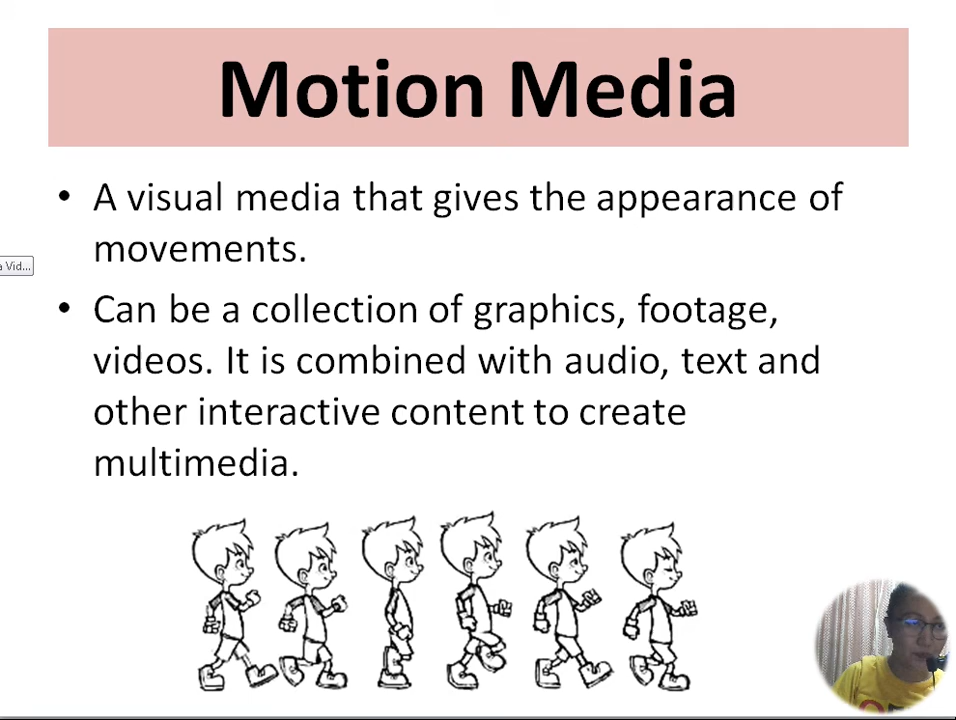 Motion Media
• A visual media that gives the appearance of
movements.
a Vid...
• Can be a collection of graphics, footage,
videos. It is combined with audio, text and
other interactive content to create
multimedia.